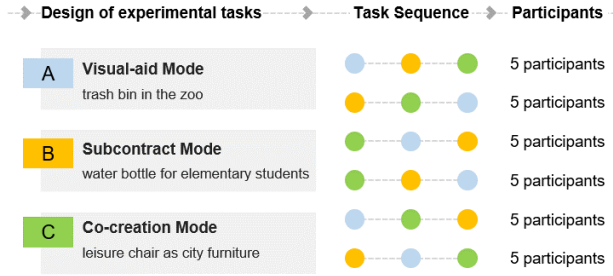 Design of experimental tasks Task Sequence Participants
A Visual-aid Mode
trash bin in the zoo
B Subcontract Mode
water bottle for elementary students
C Co-creation Mode
leisure chair as city furniture
5 participants
5 participants
5 participants
5 participants
5 participants
5 participants